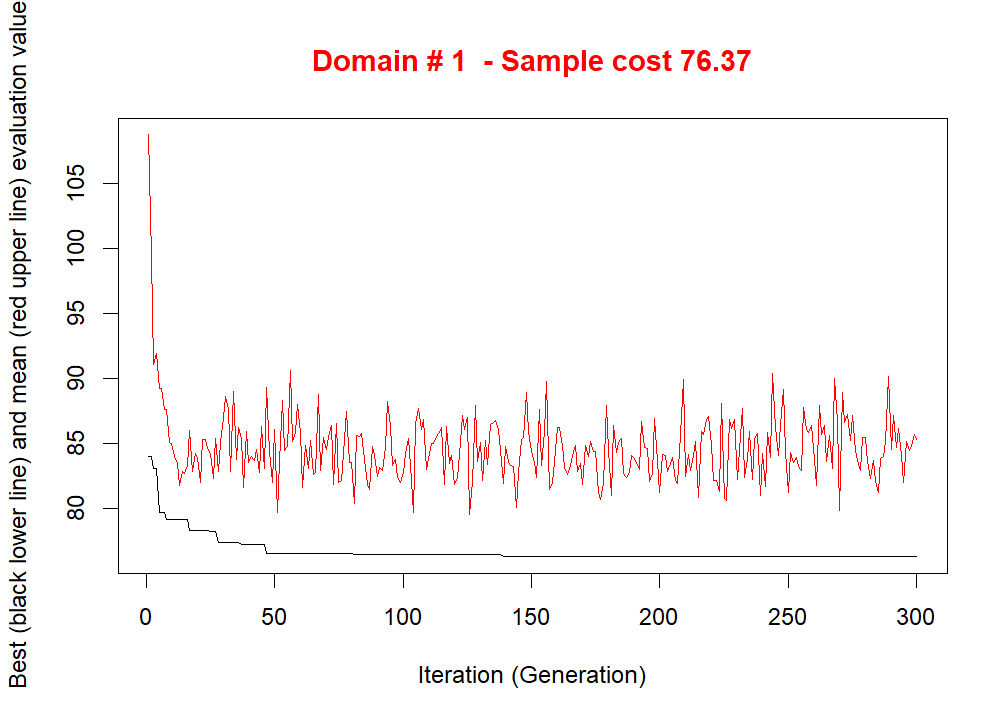 Domain # 1  - Sample cost 76.37
Best (black lower line) and mean (red upper line) evaluation value
105
100
95
90
85
80
0 50 100 150 200 250 300
Iteration (Generation)